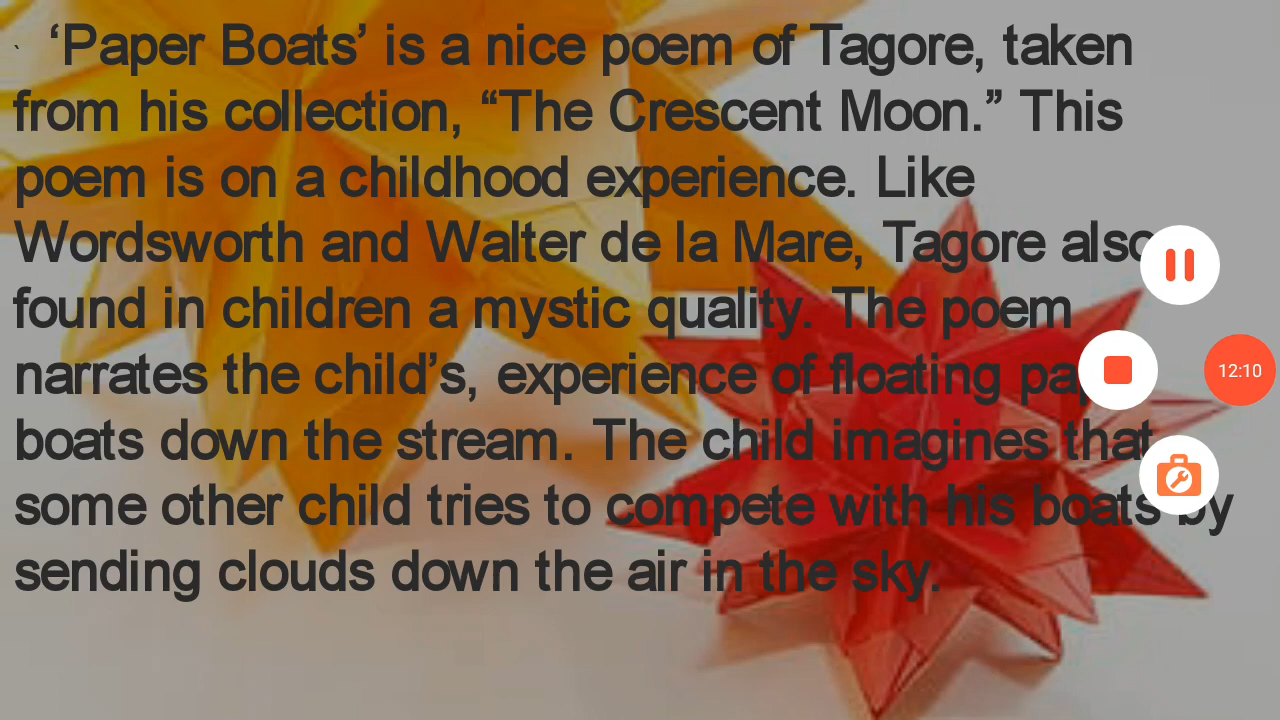 ` ‘Paper Boats’ is a nice poem of Tagore, taken
from his collection, “The Crescent Moon.” This
poem is on a childhood experience. Like
Wordsworth and Walter de la Mare, Tagore also
found in children a mystic quality. The poem
narrates the child’s, experience of floating
boats down the stream. The child imagines that
some other child tries to compete with his boats by
sending clouds down the air in the sky.
12:10